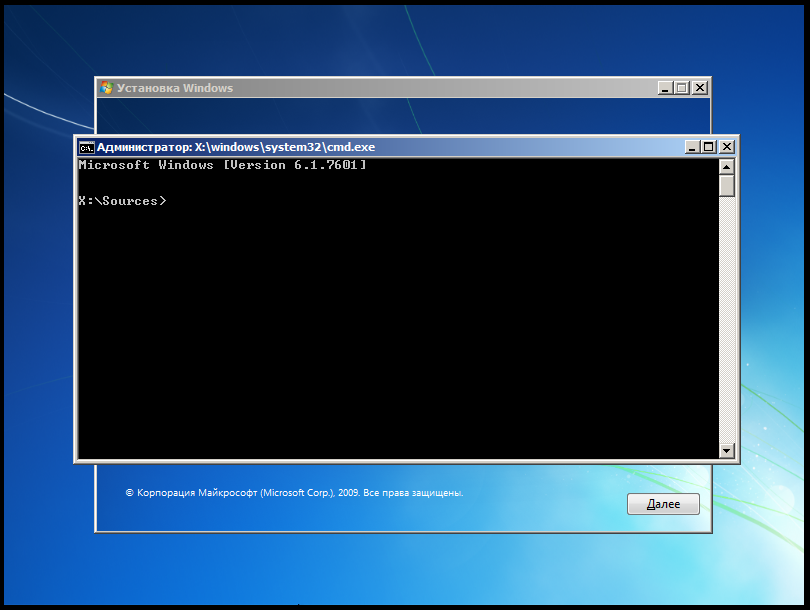 Установка Windows
Администратор: X:\windows\system32\cmd.exe
Microsoft Windows [Version 6.1.7601]
X:\Sources>
© Корпорация Майкрософт (Microsoft Corp.), 2009. Все права защищены.
Далее